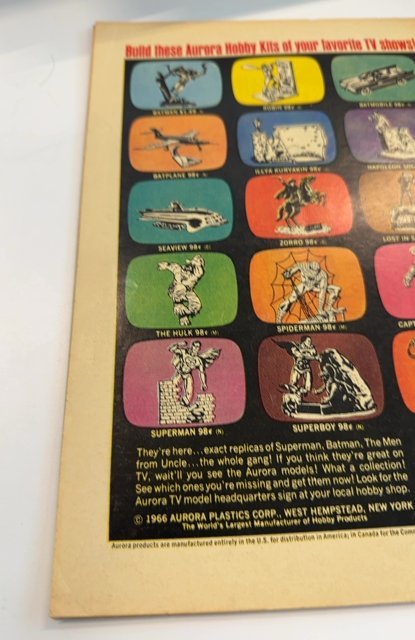 Build these Aurora Hobby Kits of your favorite TV shows!
BATMAN $1.49
ROBIN 98¢
BATMOBILE 98¢
BATPLANE 98¢
ILLYA KURYAKIN 98¢
NAPOLEON
SEAVIEW 98¢
ZORRO 98¢
LOST IN
THE HULK 98¢ (M)
SPIDERMAN 98¢ (M)
CAPT
SUPERMAN 98¢ (N)
SUPERBOY 98¢ (N)
They're here...exact replicas of Superman, Batman, The Men
from Uncle...the whole gang! If you think they're great on
TV, wait'll you see the Aurora models! What a collection!
See which ones you're missing and get them now! Look for the
Aurora TV model headquarters sign at your local hobby shop.
© 1966 AURORA PLASTICS CORP., WEST HEMPSTEAD, NEW YORK
The World's Largest Manufacturer of Hobby Products
Aurora products are manufactured entirely in the U.S. for distribution in America; in Canada for the Com